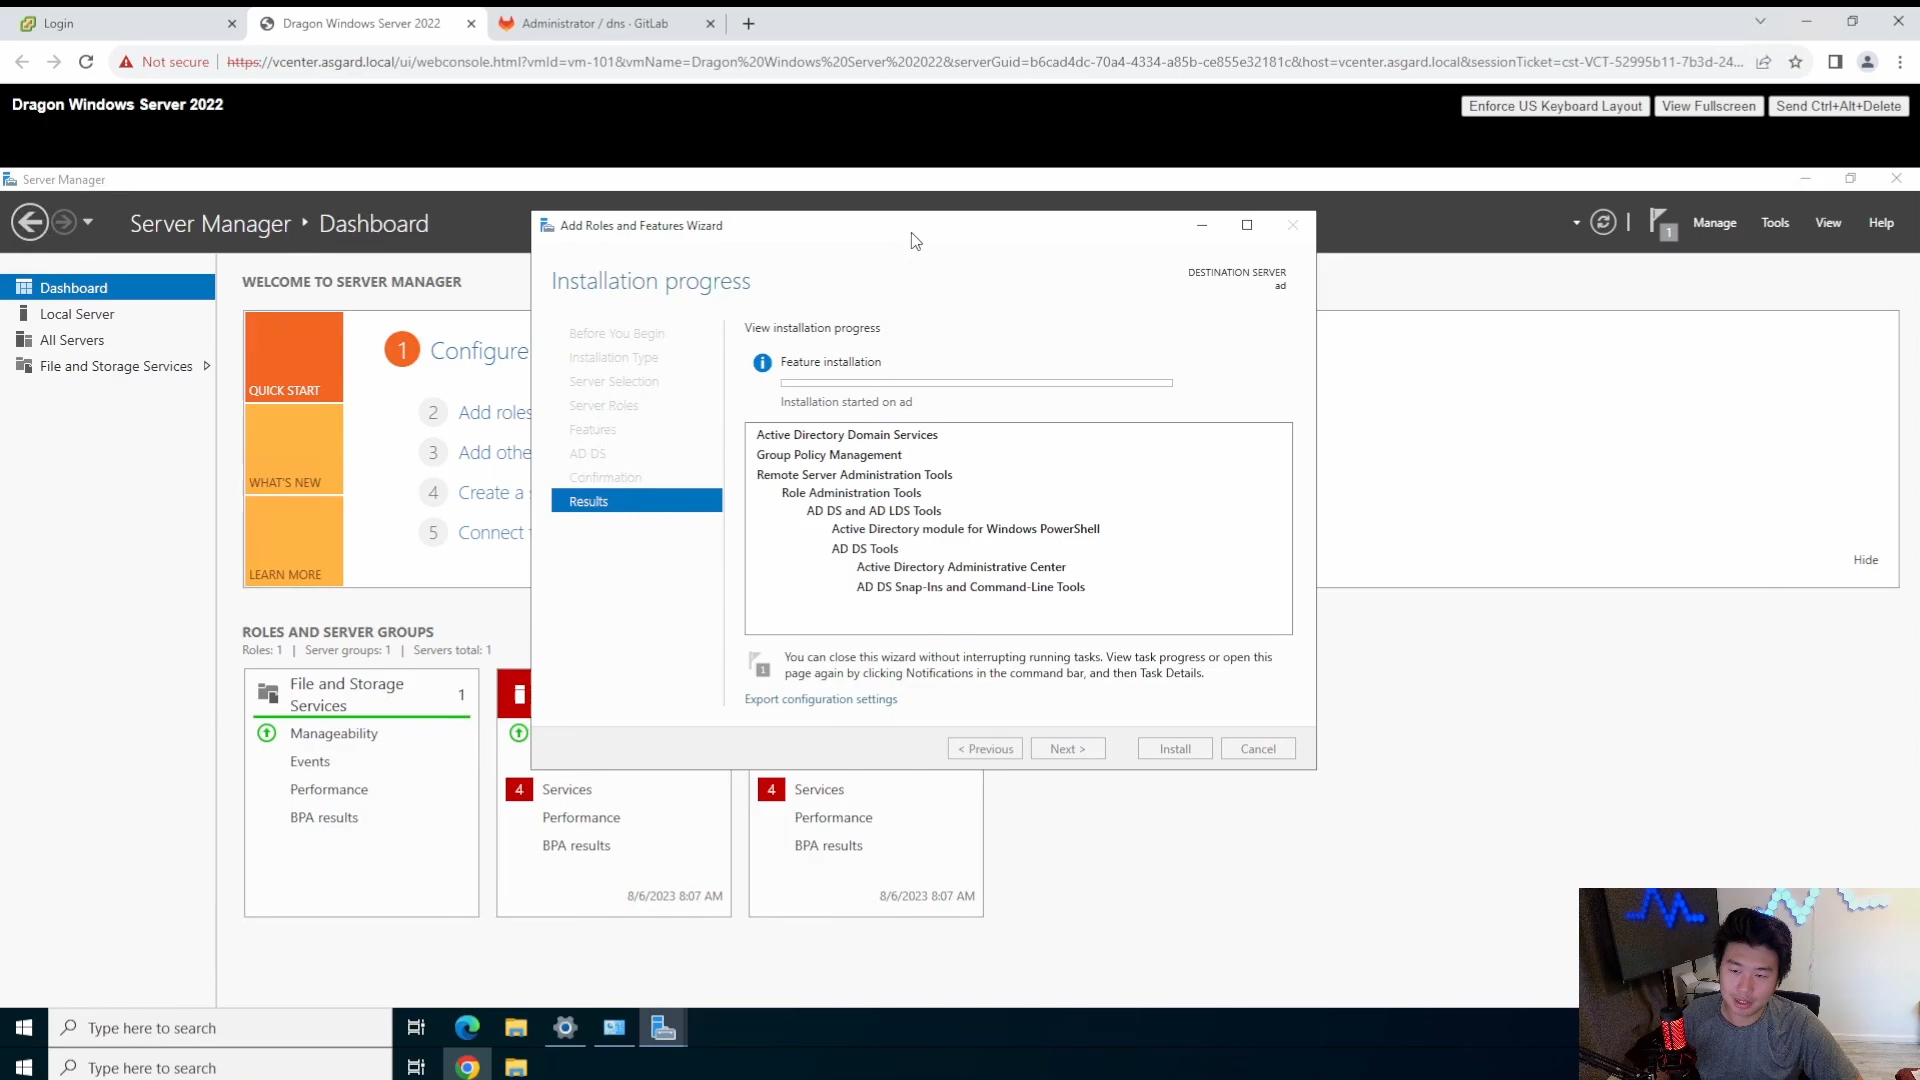 Login
Dragon Windows Server 2022
Administrator / dns · GitLab
Not secure
https://vcenter.asgard.local/ui/webconsole.html?vmId=vm-101&vmName=Dragon%20Windows%20Server%202022&serverGuid=b6cad4dc-70a4-4334-a85b-ce855e32181c&host=vcenter.asgard.local&sessionTicket=cst-VCT-52995b11-7b3d-24...
Dragon Windows Server 2022
Enforce US Keyboard Layout
View Fullscreen
Send Ctrl+Alt+Delete
Server Manager
Server Manager
Dashboard
1
Manage
Tools
View
Help
Dashboard
Local Server
All Servers
File and Storage Services
WELCOME TO SERVER MANAGER
QUICK START
WHAT'S NEW
LEARN MORE
1 Configure
2 Add roles
3 Add othe
4 Create a s
5 Connect t
Hide
ROLES AND SERVER GROUPS
Roles: 1 | Server groups: 1 | Servers total: 1
File and Storage
Services
1
Manageability
Events
Performance
BPA results
4 Services
Performance
BPA results
8/6/2023 8:07 AM
4 Services
Performance
BPA results
8/6/2023 8:07 AM
Add Roles and Features Wizard
Installation progress
DESTINATION SERVER
ad
Before You Begin
Installation Type
Server Selection
Server Roles
Features
AD DS
Confirmation
Results
View installation progress
Feature installation
Installation started on ad
Active Directory Domain Services
Group Policy Management
Remote Server Administration Tools
Role Administration Tools
AD DS and AD LDS Tools
Active Directory module for Windows PowerShell
AD DS Tools
Active Directory Administrative Center
AD DS Snap-Ins and Command-Line Tools
1
You can close this wizard without interrupting running tasks. View task progress or open this
page again by clicking Notifications in the command bar, and then Task Details.
Export configuration settings
< Previous
Next >
Install
Cancel
Type here to search
Type here to search